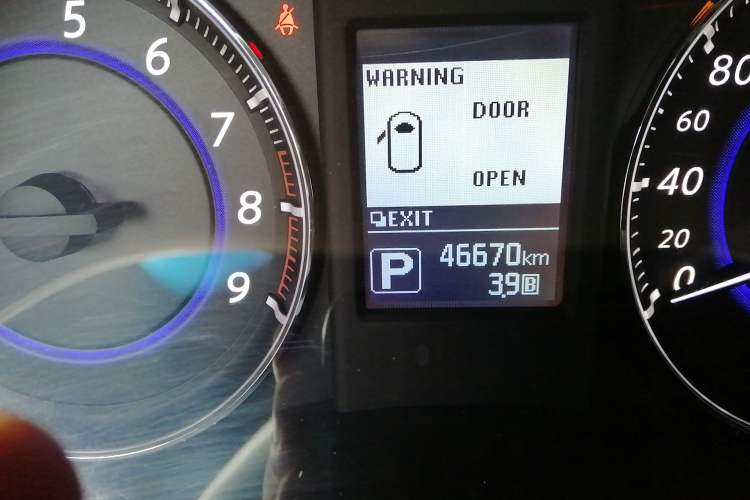 5
6
7
8
9
WARNING
DOOR
OPEN
EXIT
P
46670km
3.9 B
80
60
40
20
0